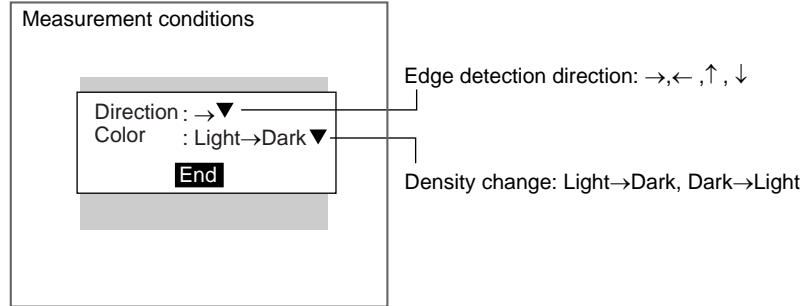 Measurement conditions
Edge detection direction: →,← ,↑ , ↓
Direction : →▼
Color : Light→Dark▼
End
Density change: Light→Dark, Dark→Light